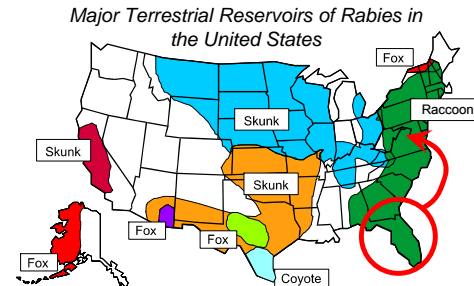 Major Terrestrial Reservoirs of Rabies in
the United States
Fox
Raccoon
Skunk
Skunk
Skunk
Fox
Fox
Fox
Coyote